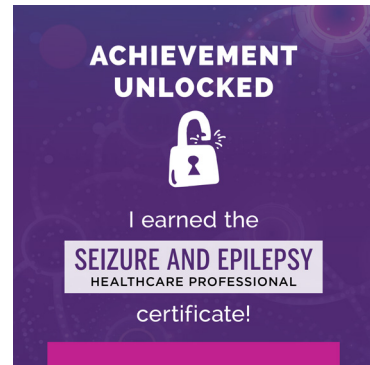 ACHIEVEMENT
UNLOCKED
I earned the
SEIZURE AND EPILEPSY
HEALTHCARE PROFESSIONAL
certificate!